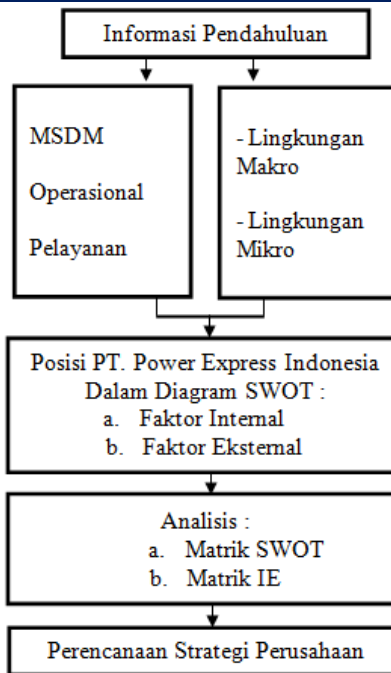 Informasi Pendahuluan
MSDM
Operasional
Pelayanan
- Lingkungan
Makro
- Lingkungan
Mikro
Posisi PT. Power Express Indonesia
Dalam Diagram SWOT :
a. Faktor Internal
b. Faktor Eksternal
Analisis :
a. Matrik SWOT
b. Matrik IE
Perencanaan Strategi Perusahaan